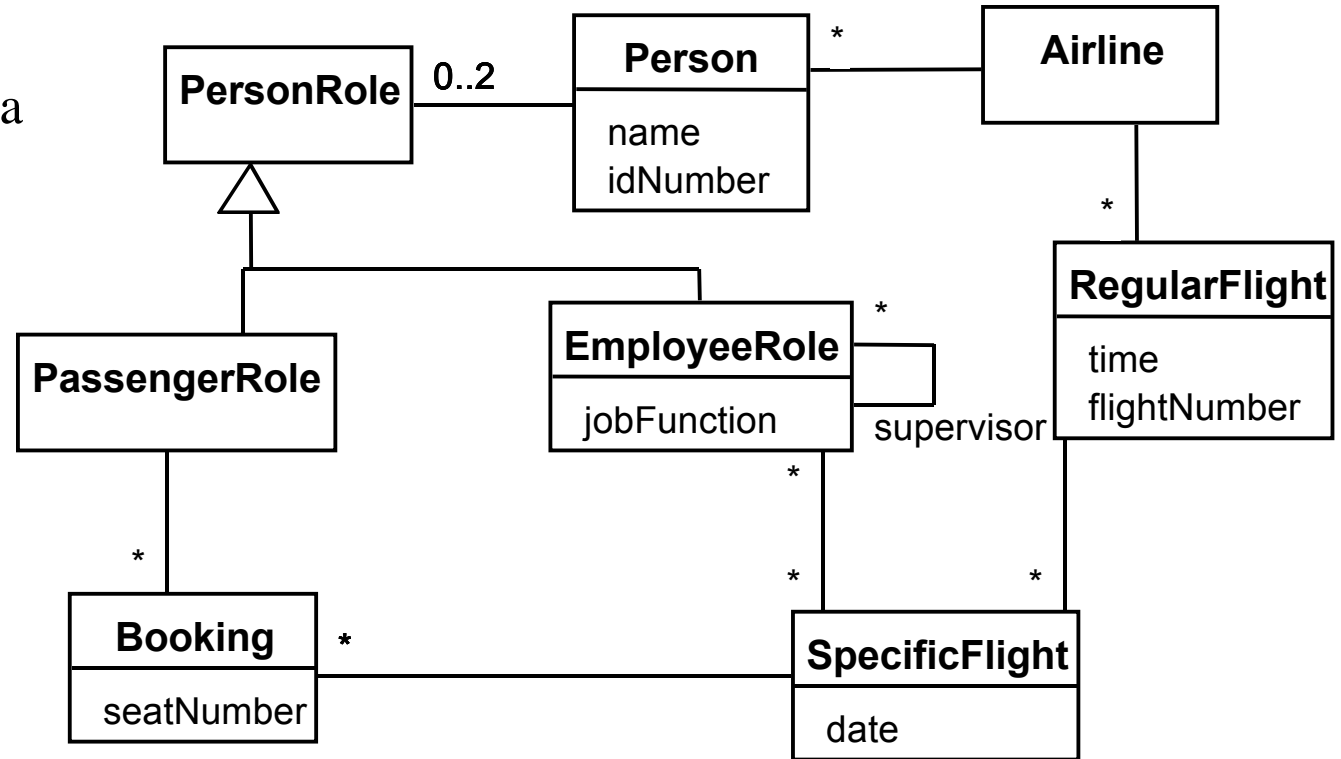 a
PersonRole
0..2
Person
name
idNumber
*
Airline
*
RegularFlight
time
flightNumber
PassengerRole
EmployeeRole
jobFunction
*
supervisor
*
*
*
*
Booking
seatNumber
*
SpecificFlight
date